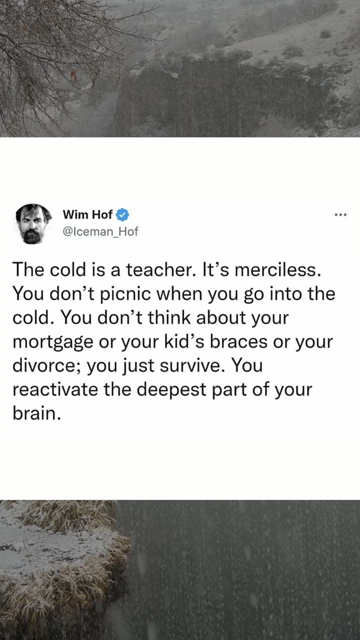 Wim Hof
@Iceman_Hof
The cold is a teacher. It’s merciless.
You don’t picnic when you go into the
cold. You don’t think about your
mortgage or your kid’s braces or your
divorce; you just survive. You
reactivate the deepest part of your
brain.